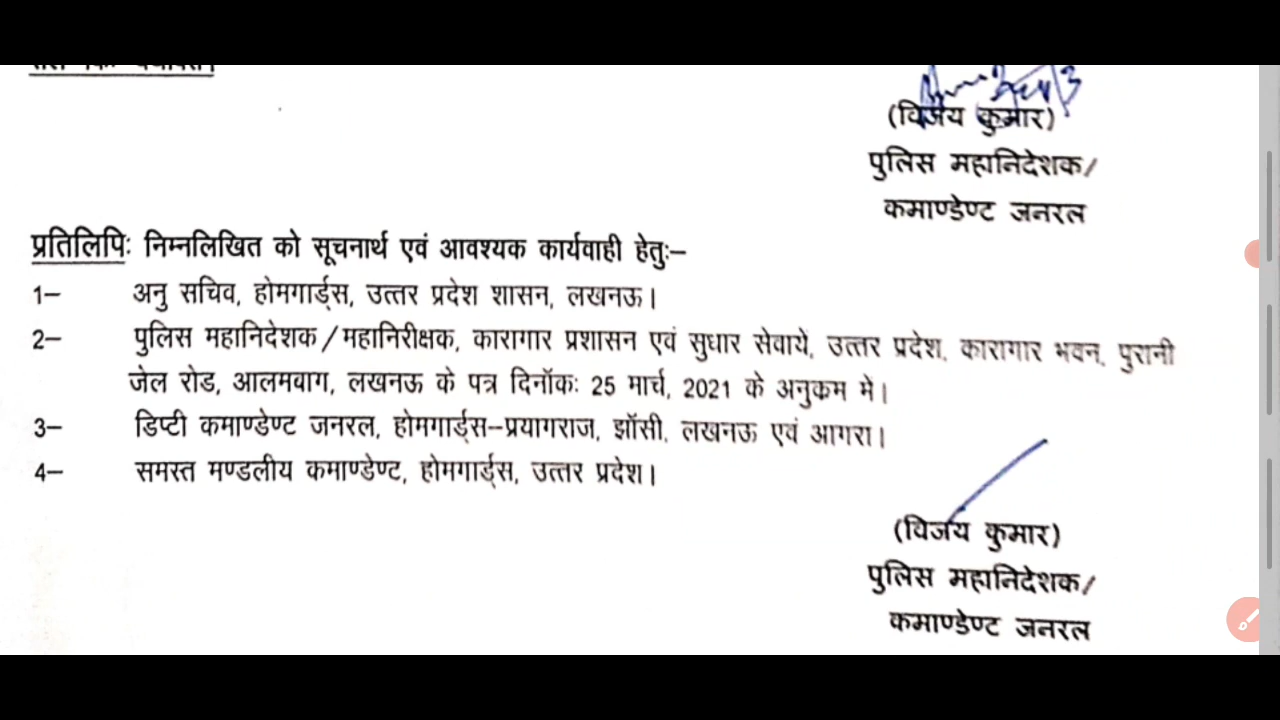 (विजय कुमार)
पुलिस महानिदेशक/
कमाण्डेण्ट जनरल
प्रतिलिपिः निम्नलिखित को सूचनार्थ एवं आवश्यक कार्यवाही हेतुः–
1– अनु सचिव, होमगार्ड्स, उत्तर प्रदेश शासन, लखनऊ।
2– पुलिस महानिदेशक/महानिरीक्षक, कारागार प्रशासन एवं सुधार सेवायें, उत्तर प्रदेश, कारागार भवन, पुरानी
जेल रोड, आलमवाग, लखनऊ के पत्र दिनॉकः 25 मार्च, 2021 के अनुकम में।
3– डिप्टी कमाण्डेण्ट जनरल, होमगार्ड्स–प्रयागराज, झॉसी, लखनऊ एवं आगरा।
4– समस्त मण्डलीय कमाण्डेण्ट, होमगार्ड्स, उत्तर प्रदेश।
(विजय कुमार)
पुलिस महानिदेशक/
कमाण्डेण्ट जनरल